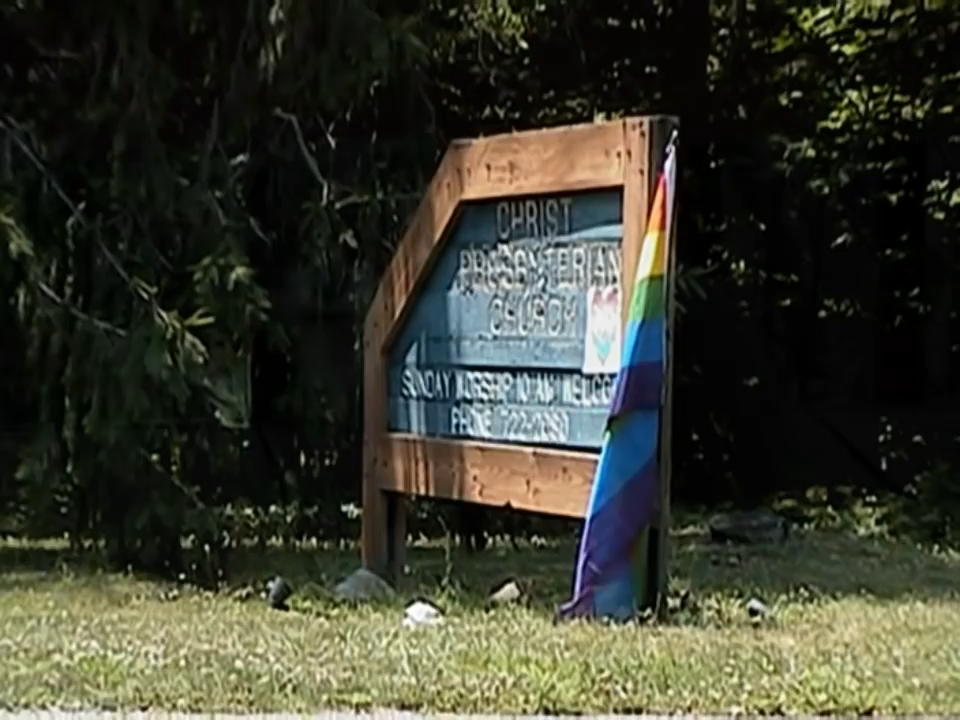 CHRIST
PRESBYTERIAN
CHURCH
SUNDAY WORSHIP 10 AM
PHONE